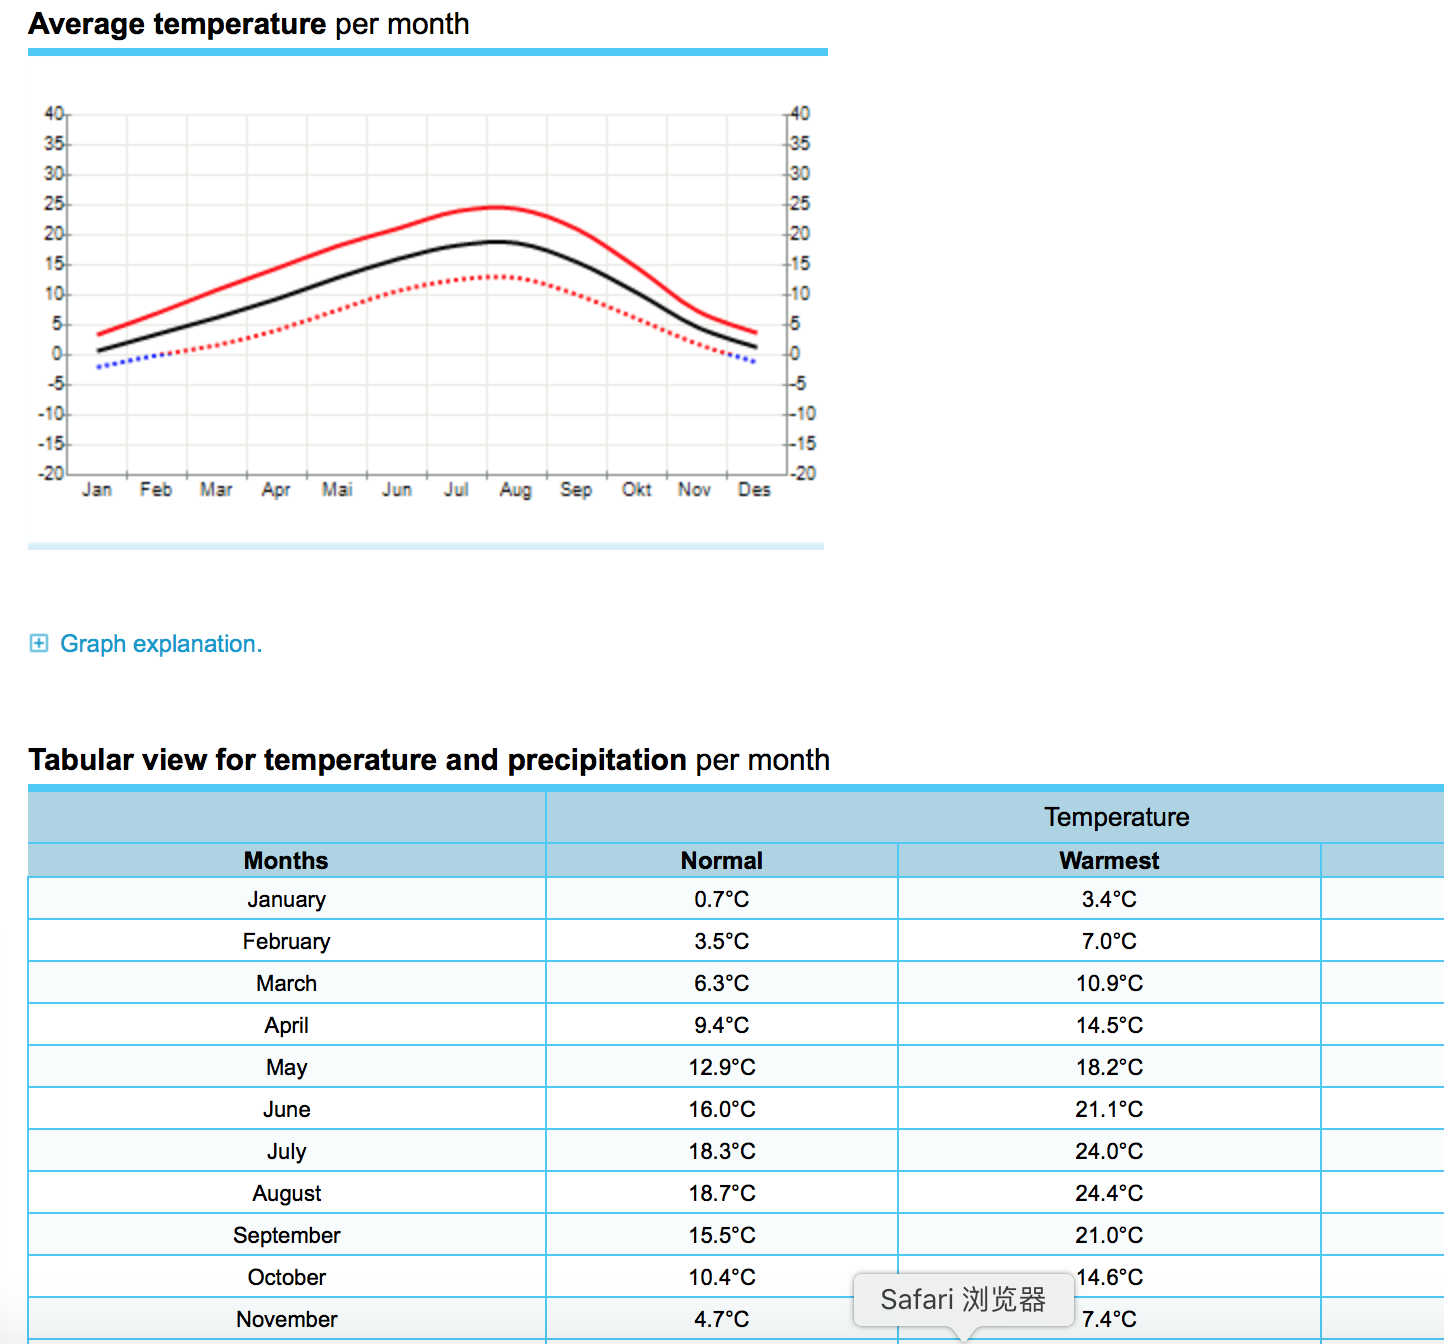 Average temperature per month
40 40
35 35
30 30
25 25
20 20
15 15
10 10
5 5
0 0
-5 -5
-10 -10
-15 -15
-20 -20
Jan Feb Mar Apr Mai Jun Jul Aug Sep Okt Nov Des
Graph explanation.
Tabular view for temperature and precipitation per month
Temperature
Months Normal Warmest
January 0.7°C 3.4°C
February 3.5°C 7.0°C
March 6.3°C 10.9°C
April 9.4°C 14.5°C
May 12.9°C 18.2°C
June 16.0°C 21.1°C
July 18.3°C 24.0°C
August 18.7°C 24.4°C
September 15.5°C 21.0°C
October 10.4°C 14.6°C
Safari 浏览器
November 4.7°C 7.4°C